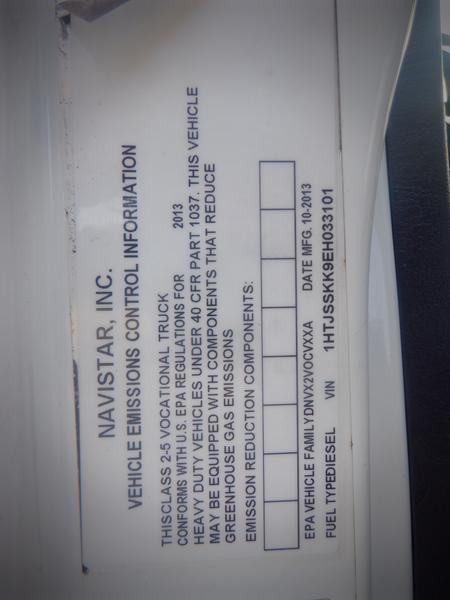 NAVISTAR, INC.
VEHICLE EMISSIONS CONTROL INFORMATION
THISCLASS 2-5 VOCATIONAL TRUCK
CONFORMS WITH U.S. EPA REGULATIONS FOR 2013
HEAVY DUTY VEHICLES UNDER 40 CFR PART 1037. THIS VEHICLE
MAY BE EQUIPPED WITH COMPONENTS THAT REDUCE
GREENHOUSE GAS EMISSIONS
EMISSION REDUCTION COMPONENTS:
EPA VEHICLE FAMILYDNVX2VOCVXXA DATE MFG. 10-2013
FUEL TYPEDIESEL VIN 1HTJSSKK9EH033101